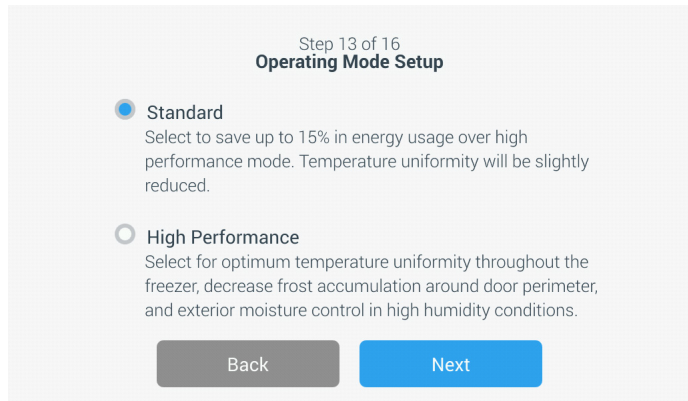 Step 13 of 16
Operating Mode Setup
Standard
Select to save up to 15% in energy usage over high
performance mode. Temperature uniformity will be slightly
reduced.
High Performance
Select for optimum temperature uniformity throughout the
freezer, decrease frost accumulation around door perimeter,
and exterior moisture control in high humidity conditions.
Back
Next